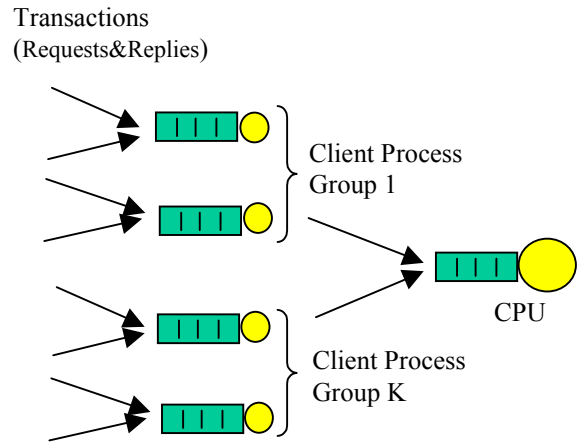 Transactions
(Requests&Replies)
Client Process
Group 1
CPU
Client Process
Group K